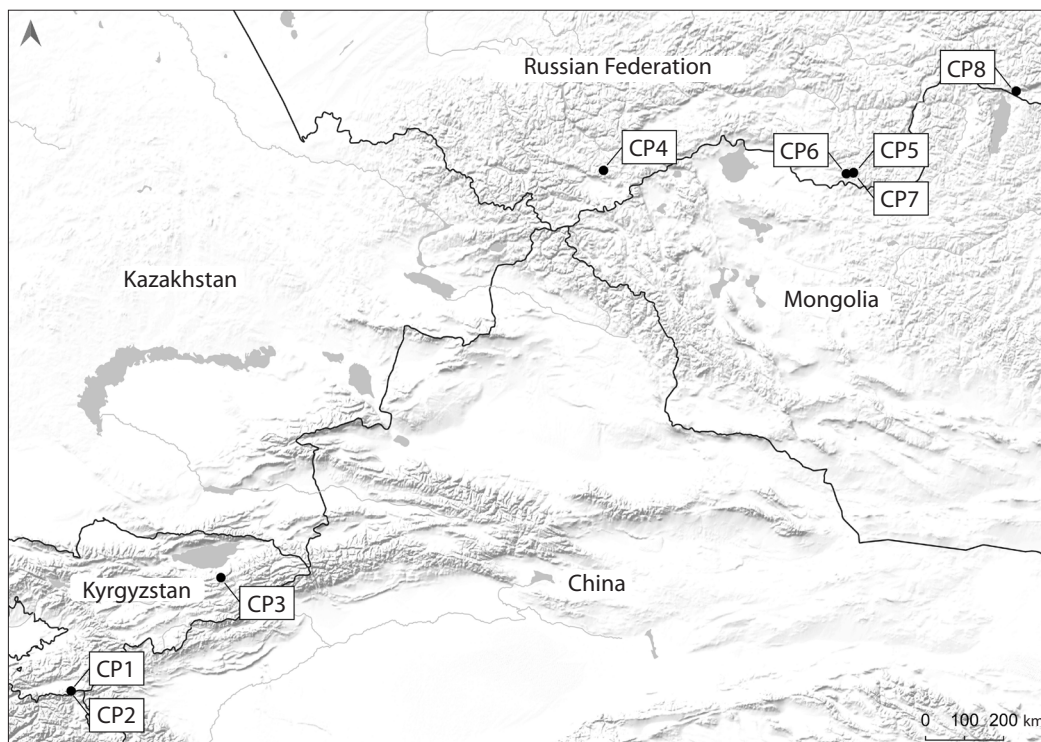 Russian Federation
CP8
CP4
CP6
CP5
CP7
Kazakhstan
Mongolia
Kyrgyzstan
China
CP3
CP1
CP2
0 100 200 km